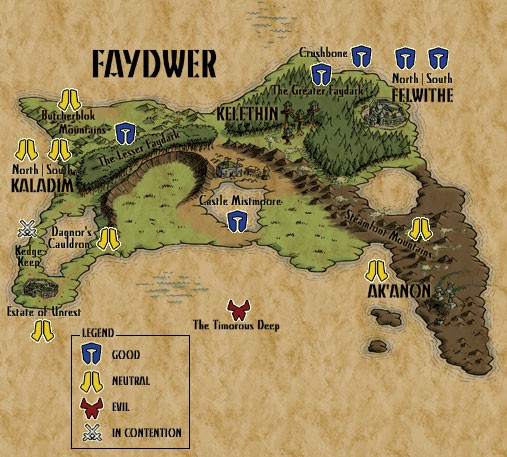 FAYDWER
Crushbone
The Greater Faydark
North | South
FELWITHE
KELETHIN
Butcherblok
Mountains
The Lesser Faydark
North | South
KALADIM
Castle Mistmoore
Dagnor's
Cauldron
Kedge
Keep
Steamfont Mountains
AK'ANON
Estate of Unrest
The Timorous Deep
LEGEND
GOOD
NEUTRAL
EVIL
IN CONTENTION